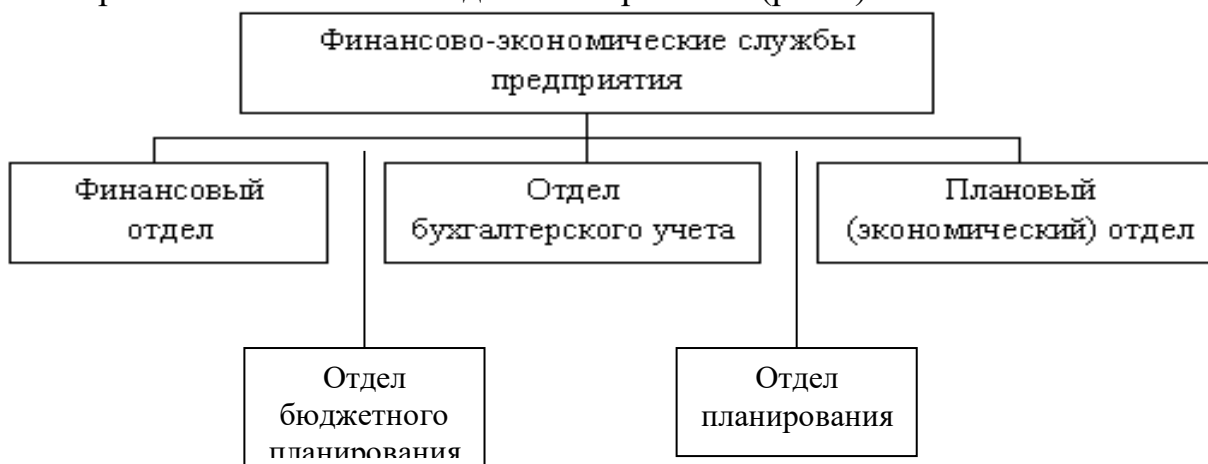 Финансово-экономические службы
предприятия
Финансовый
отдел
Отдел
бухгалтерского учета
Плановый
(экономический) отдел
Отдел
бюджетного
планирования
Отдел
планирования